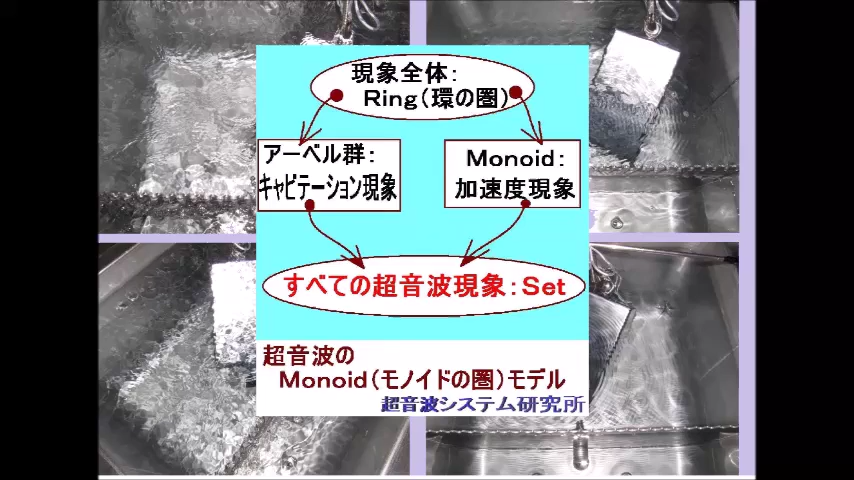 現象全体：
Ring（環の圏）
アーベル群：
キャビテーション現象
Monoid：
加速度現象
すべての超音波現象：Set
超音波の
Monoid（モノイドの圏）モデル
超音波システム研究所